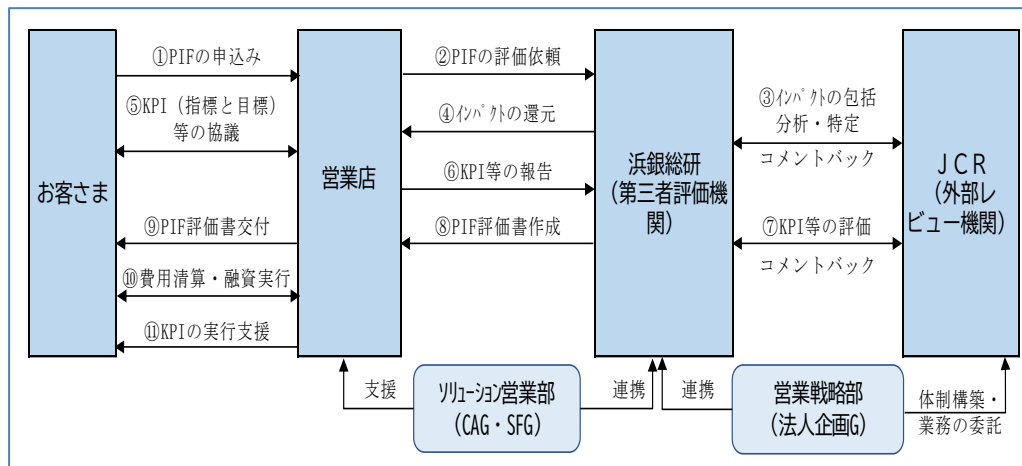 お客さま
①PIFの申込み
⑤KPI（指標と目標）
等の協議
⑨PIF評価書交付
⑩費用清算・融資実行
⑪KPIの実行支援
営業店
②PIFの評価依頼
④ｲﾝﾊﾟｸﾄの還元
⑥KPI等の報告
⑧PIF評価書作成
浜銀総研
（第三者評価機
関）
③ｲﾝﾊﾟｸﾄの包括
分析・特定
コメントバック
⑦KPI等の評価
コメントバック
ＪＣＲ
（外部レ
ビュー機関）
支援
ｿﾘｭｰｼｮﾝ営業部
（CAG・SFG）
連携
連携
営業戦略部
（法人企画G）
体制構築・
業務の委託